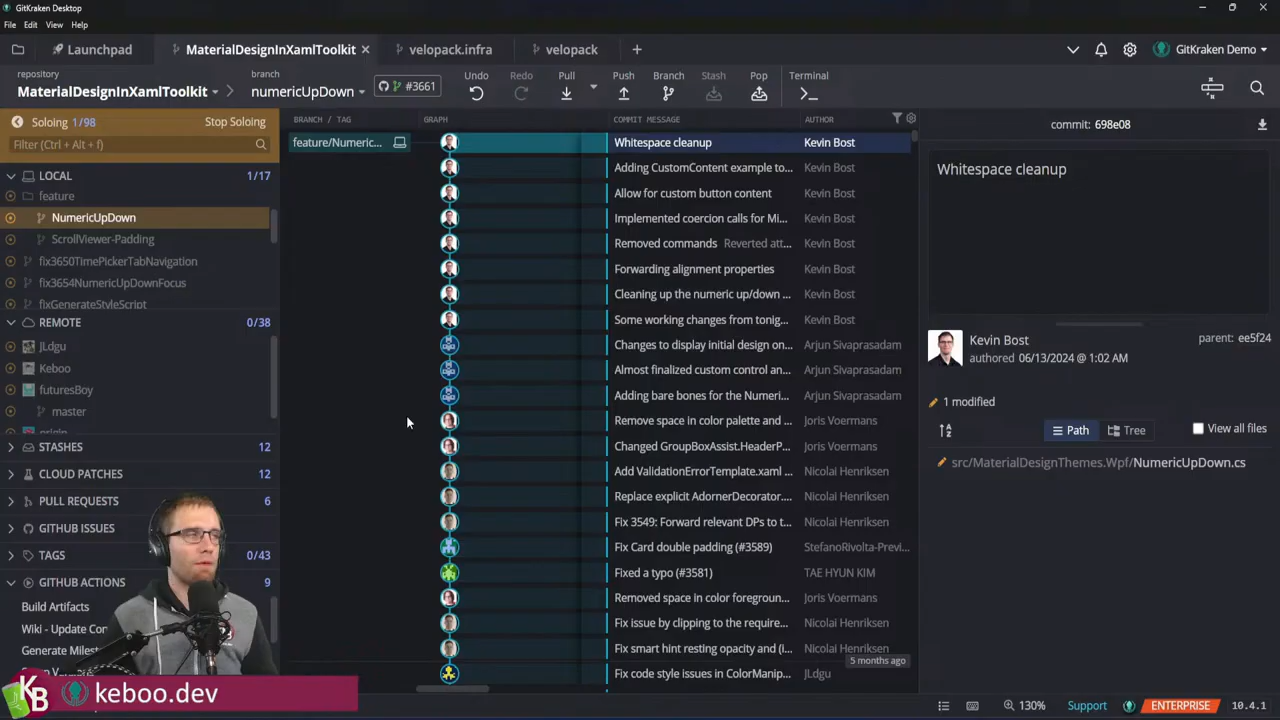 GitKraken Desktop
File Edit View Help
Launchpad
MaterialDesignInXamlToolkit
velopack.infra
velopack
GitKraken Demo
repository
MaterialDesignInXamlToolkit
branch
numericUpDown
#3661
Undo
Redo
Pull
Push
Branch
Stash
Pop
Terminal
Soloing 1/98 Stop Soloing
Filter (Ctrl + Alt + f)
LOCAL 1/17
feature
NumericUpDown
ScrollViewer-Padding
fix3650TimePickerTabNavigation
fix3654NumericUpDownFocus
fixGenerateStyleScript
REMOTE 0/38
JLdgu
Keboo
futuresBoy
master
STASHES 12
CLOUD PATCHES 12
PULL REQUESTS 6
GITHUB ISSUES
TAGS 0/43
GITHUB ACTIONS 9
Build Artifacts
Wiki - Update Cor
Generate Milest
KB keboo.dev
BRANCH / TAG GRAPH COMMIT MESSAGE AUTHOR
feature/Numeric... Whitespace cleanup Kevin Bost
Adding CustomContent example to... Kevin Bost
Allow for custom button content Kevin Bost
Implemented coercion calls for Mi... Kevin Bost
Removed commands Reverted att... Kevin Bost
Forwarding alignment properties Kevin Bost
Cleaning up the numeric up/down ... Kevin Bost
Some working changes from tonig... Kevin Bost
Changes to display initial design on... Arjun Sivaprasadam
Almost finalized custom control an... Arjun Sivaprasadam
Adding bare bones for the Numeri... Arjun Sivaprasadam
Remove space in color palette and ... Joris Voermans
Changed GroupBoxAssist.HeaderP... Joris Voermans
Add ValidationErrorTemplate.xaml ... Nicolai Henriksen
Replace explicit AdornerDecorator.... Nicolai Henriksen
Fix 3549: Forward relevant DPs to t... Nicolai Henriksen
Fix Card double padding (#3589) StefanoRivolta-Previ...
Fixed a typo (#3581) TAE HYUN KIM
Removed space in color foregroun... Joris Voermans
Fix issue by clipping to the require... Nicolai Henriksen
Fix smart hint resting opacity and (i... Nicolai Henriksen
5 months ago
Fix code style issues in ColorManip... JLdgu
commit: 698e08
Whitespace cleanup
Kevin Bost
authored 06/13/2024 @ 1:02 AM
parent: ee5f24
1 modified
Path
Tree
View all files
src/MaterialDesignThemes.Wpf/NumericUpDown.cs
130% Support ENTERPRISE 10.4.1